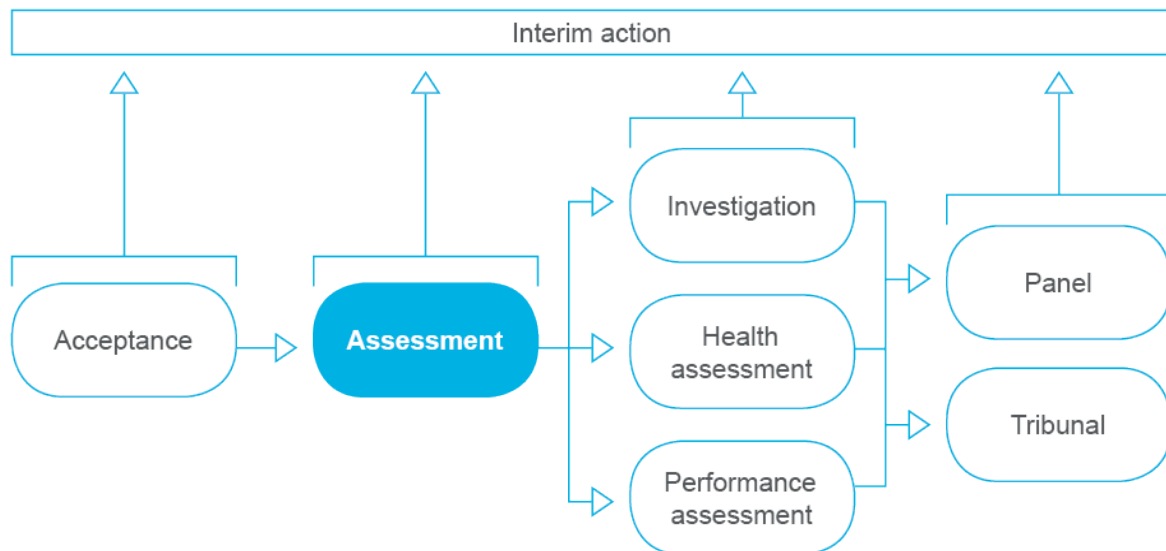 Interim action
Acceptance
Assessment
Investigation
Health
assessment
Performance
assessment
Panel
Tribunal